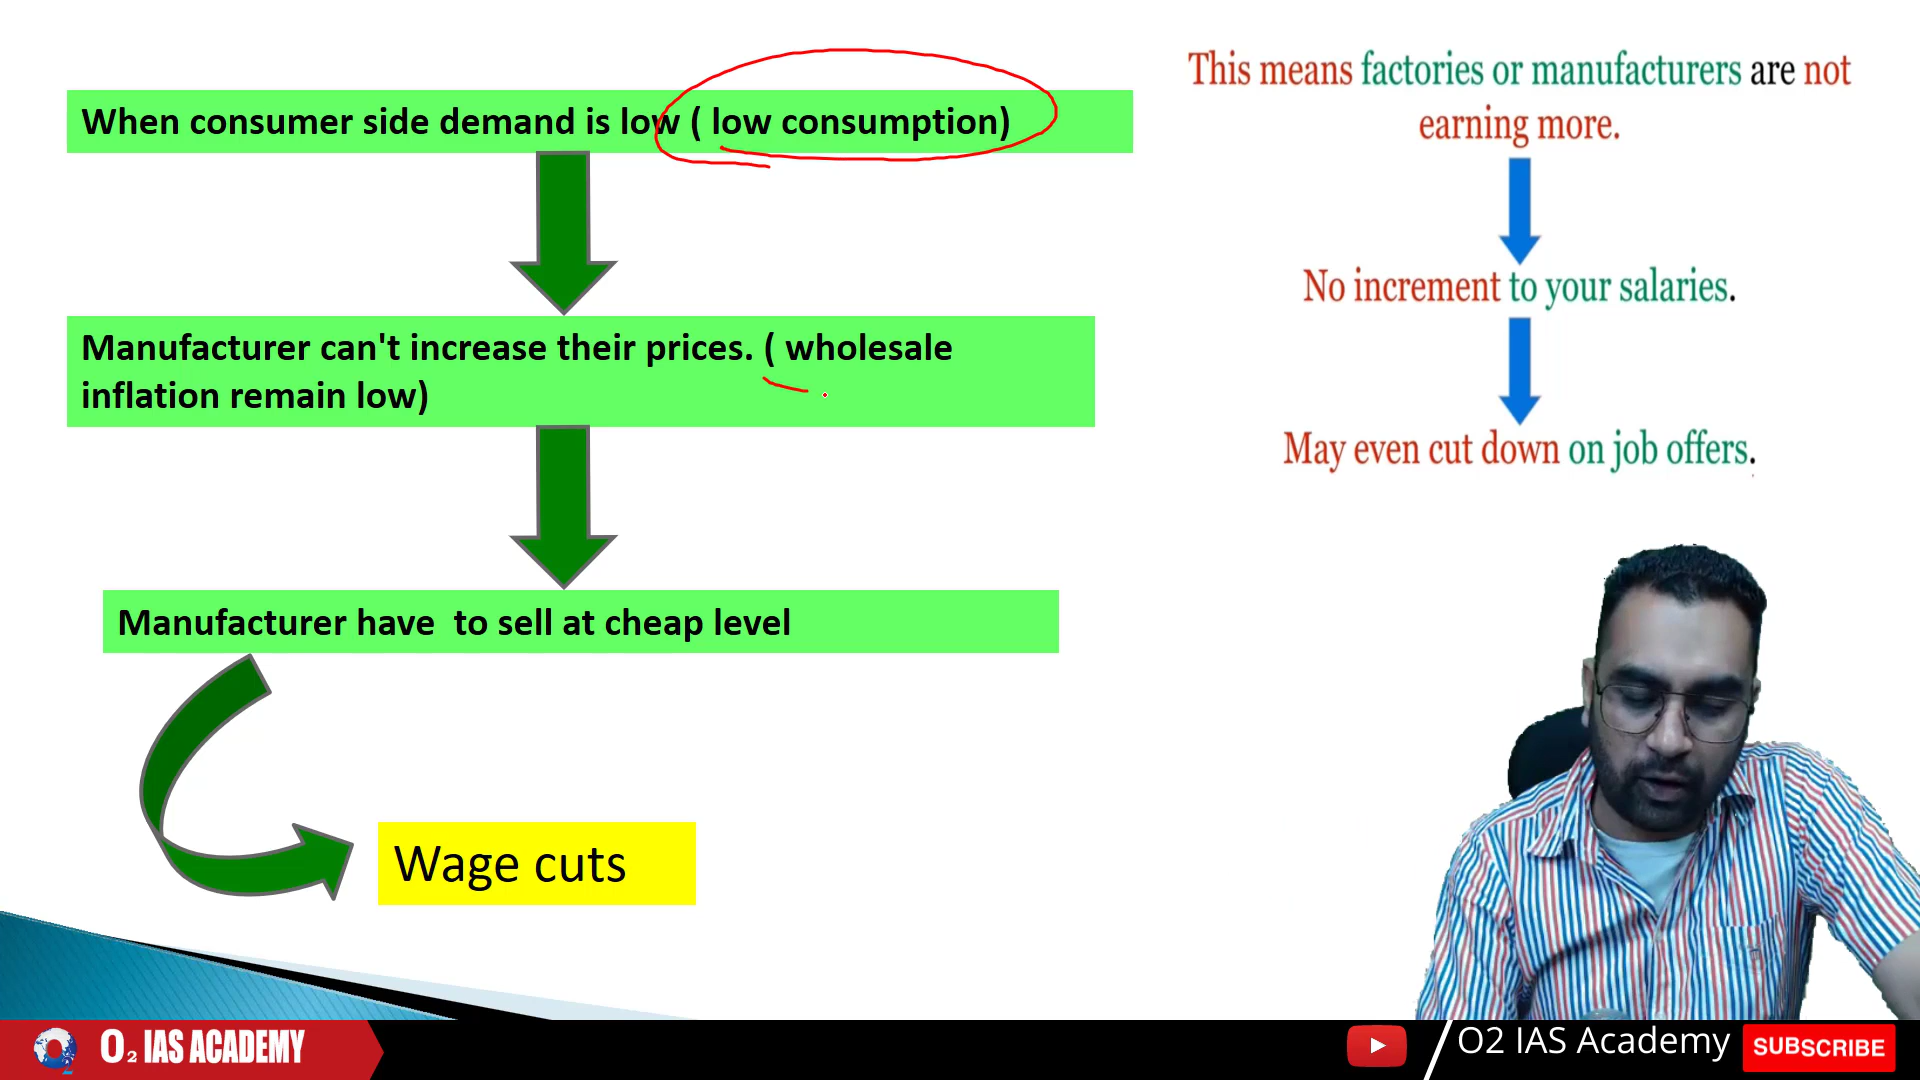 When consumer side demand is low ( low consumption)
Manufacturer can't increase their prices. ( wholesale
inflation remain low)
Manufacturer have  to sell at cheap level
Wage cuts
This means factories or manufacturers are not
earning more.
No increment to your salaries.
May even cut down on job offers.
O2 IAS ACADEMY
O2 IAS Academy
SUBSCRIBE